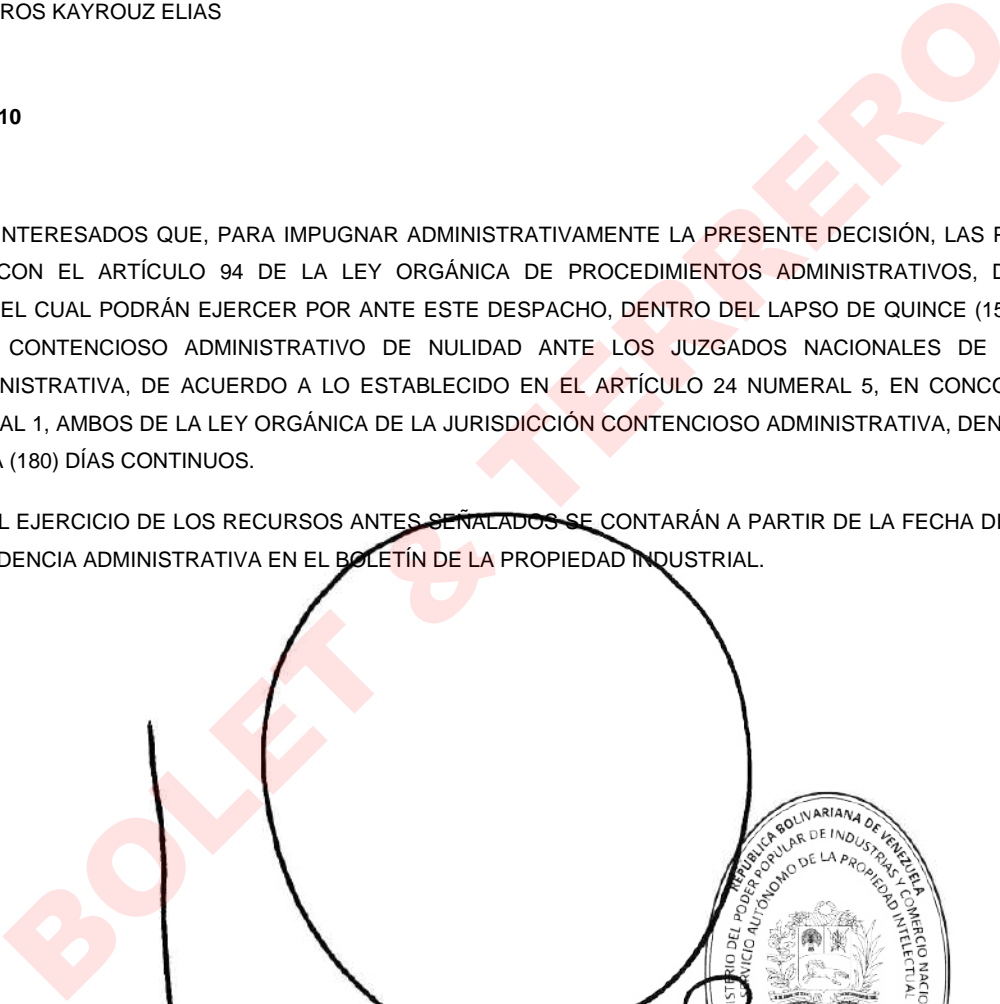 ROS KAYROUZ ELIAS
10
NTERESADOS QUE, PARA IMPUGNAR ADMINISTRATIVAMENTE LA PRESENTE DECISIÓN, LAS
CON EL ARTÍCULO 94 DE LA LEY ORGÁNICA DE PROCEDIMIENTOS ADMINISTRATIVOS,
EL CUAL PODRÁN EJERCER POR ANTE ESTE DESPACHO, DENTRO DEL LAPSO DE QUINCE (15
CONTENCIOSO ADMINISTRATIVO DE NULIDAD ANTE LOS JUZGADOS NACIONALES DE
NISTRATIVA, DE ACUERDO A LO ESTABLECIDO EN EL ARTÍCULO 24 NUMERAL 5, EN CONCO
AL 1, AMBOS DE LA LEY ORGÁNICA DE LA JURISDICCIÓN CONTENCIOSO ADMINISTRATIVA, DEN
A (180) DÍAS CONTINUOS.
L EJERCICIO DE LOS RECURSOS ANTES SEÑALADOS SE CONTARÁN A PARTIR DE LA FECHA DE
DENCIA ADMINISTRATIVA EN EL BOLETÍN DE LA PROPIEDAD INDUSTRIAL.
BOLET & TERRERO
REPÚBLICA BOLIVARIANA DE VENEZUELA
STERIO DEL PODER POPULAR DE INDUSTRIAS Y COMERCIO NACIO
SERVICIO AUTÓNOMO DE LA PROPIEDAD INTELECTUAL